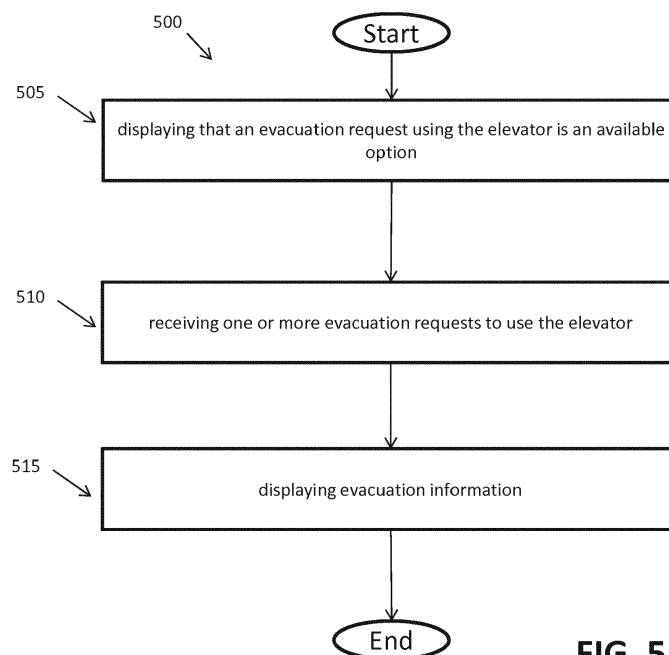 500
Start
505
displaying that an evacuation request using the elevator is an available
option
510
receiving one or more evacuation requests to use the elevator
515
displaying evacuation information
End
FIG. 5